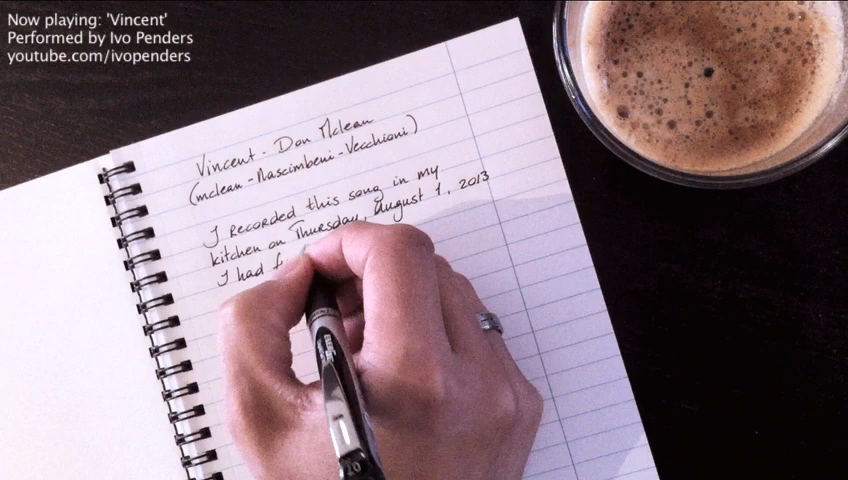 Now playing: 'Vincent'
Performed by Ivo Penders
youtube.com/ivopenders
Vincent - Don Mclean
(mclean-Nascimbeni-Vecchioni)
I recorded this song in my
kitchen on Thursday, august 1, 2013
I had
20